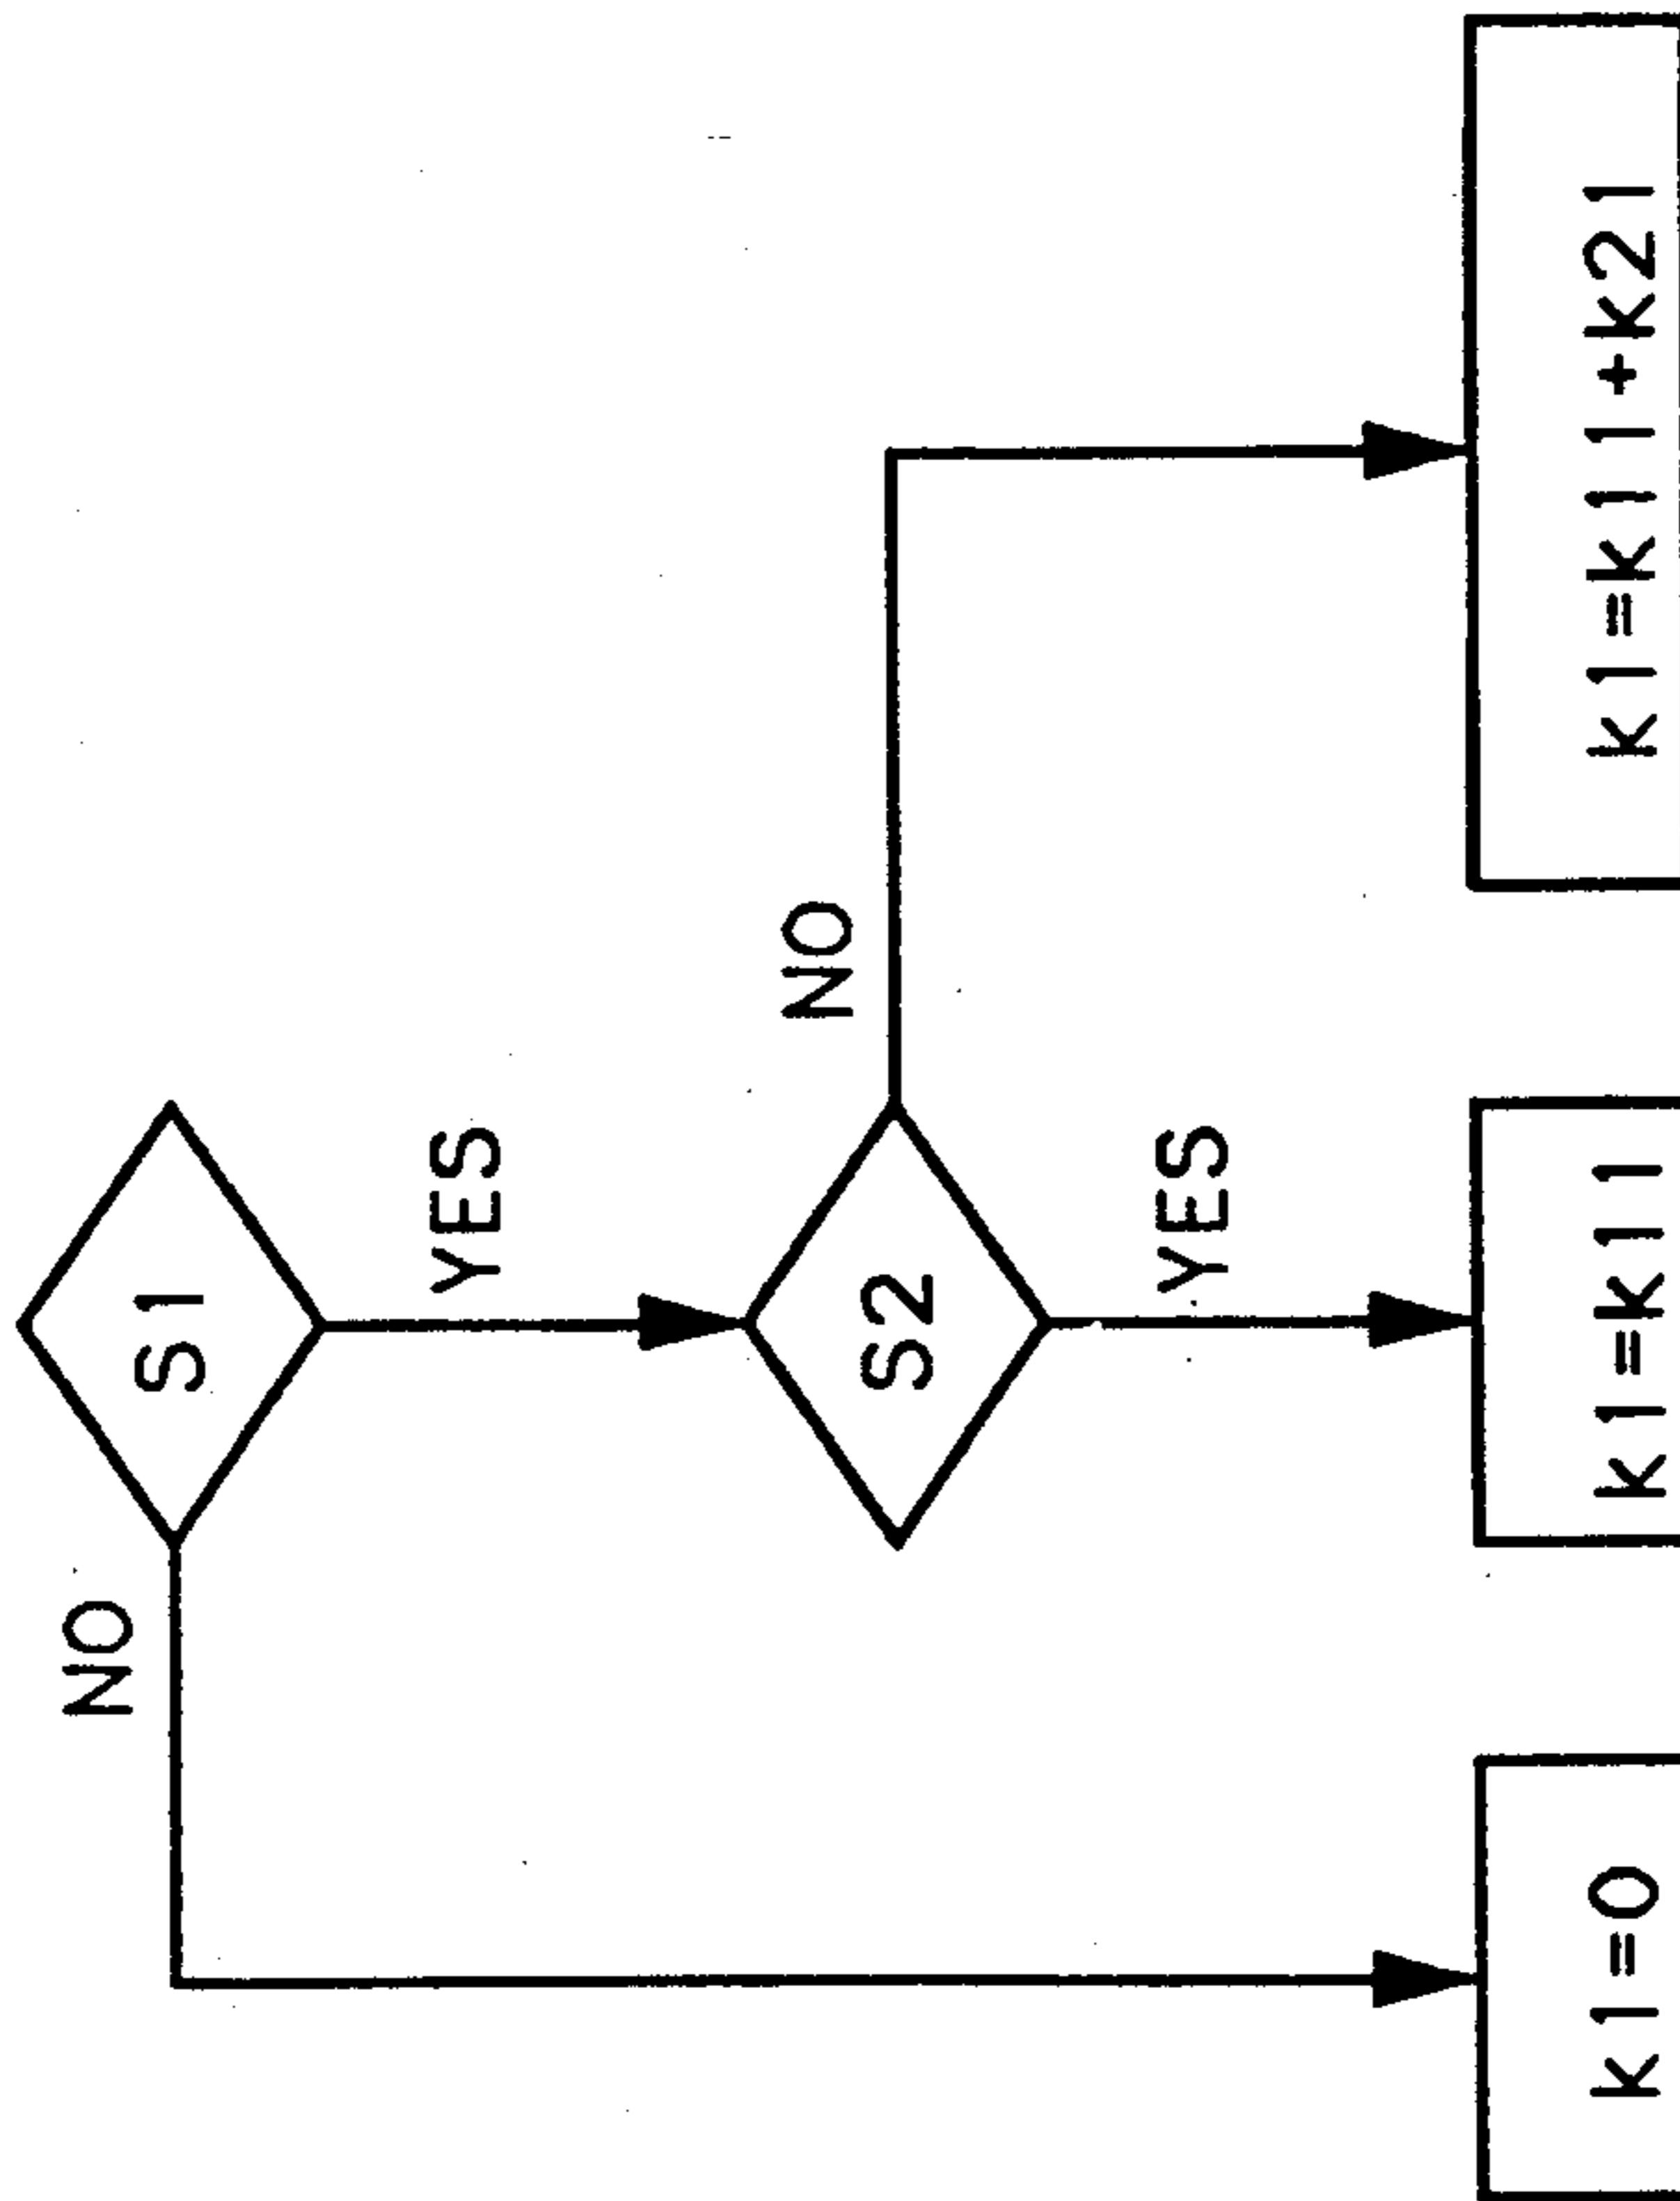 S1
NO
YES
S2
NO
YES
k1=0
k1=k11
k1=k11+k21